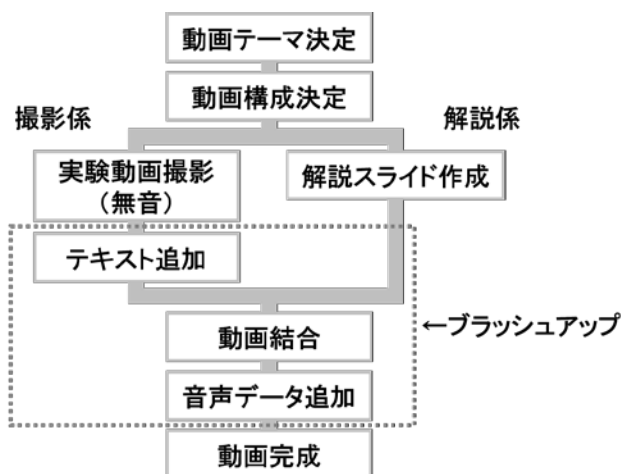 動画テーマ決定
動画構成決定
撮影係
解説係
実験動画撮影
（無音）
解説スライド作成
テキスト追加
動画結合
←ブラッシュアップ
音声データ追加
動画完成